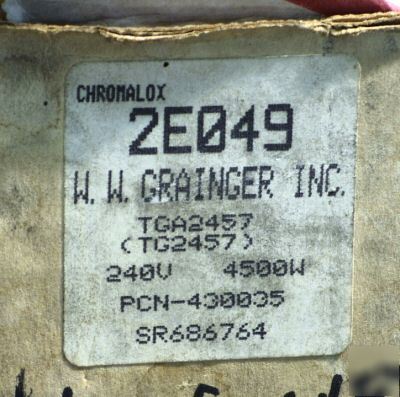 CHROMALOX
2E049
W. W. GRAINGER INC.
TGA2457
(TG2457)
240V 4500W
PCN-430035
SR686764